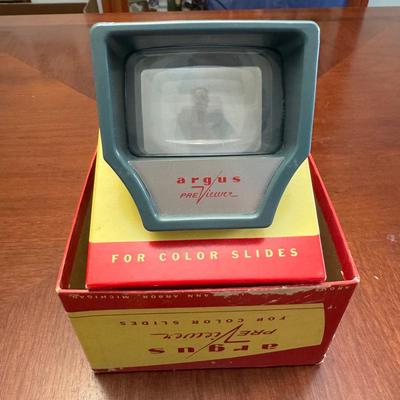 argus
PREViewer
FOR COLOR SLIDES
ANN ARBOR, MICHIGAN
FOR COLOR SLIDES
PREViewer
argus